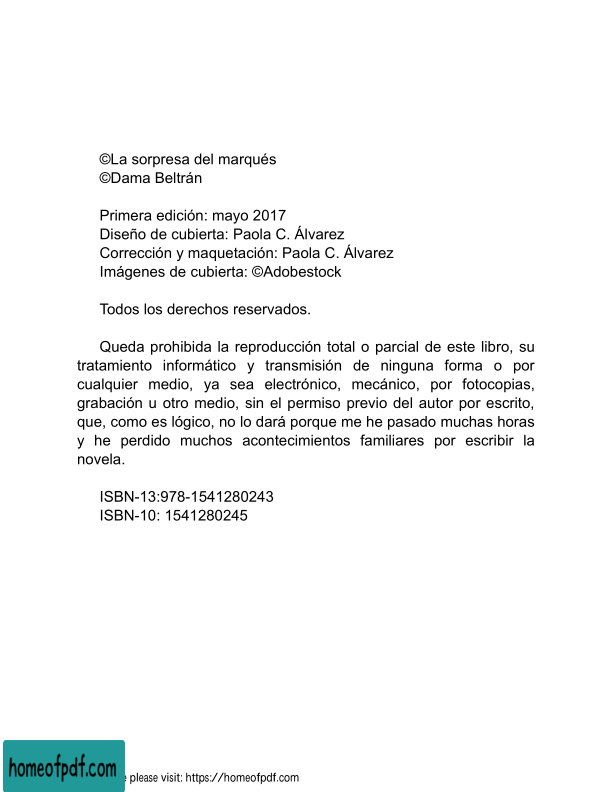 ©La sorpresa del marqués
©Dama Beltrán
Primera edición: mayo 2017
Diseño de cubierta: Paola C. Álvarez
Corrección y maquetación: Paola C. Álvarez
Imágenes de cubierta: ©Adobestock
Todos los derechos reservados.
Queda prohibida la reproducción total o parcial de este libro, su
tratamiento informático y transmisión de ninguna forma o por
cualquier medio, ya sea electrónico, mecánico, por fotocopias,
grabación u otro medio, sin el permiso previo del autor por escrito,
que, como es lógico, no lo dará porque me he pasado muchas horas
y he perdido muchos acontecimientos familiares por escribir la
novela.
ISBN-13:978-1541280243
ISBN-10: 1541280245
homeofpdf.com
please visit: https://homeofpdf.com